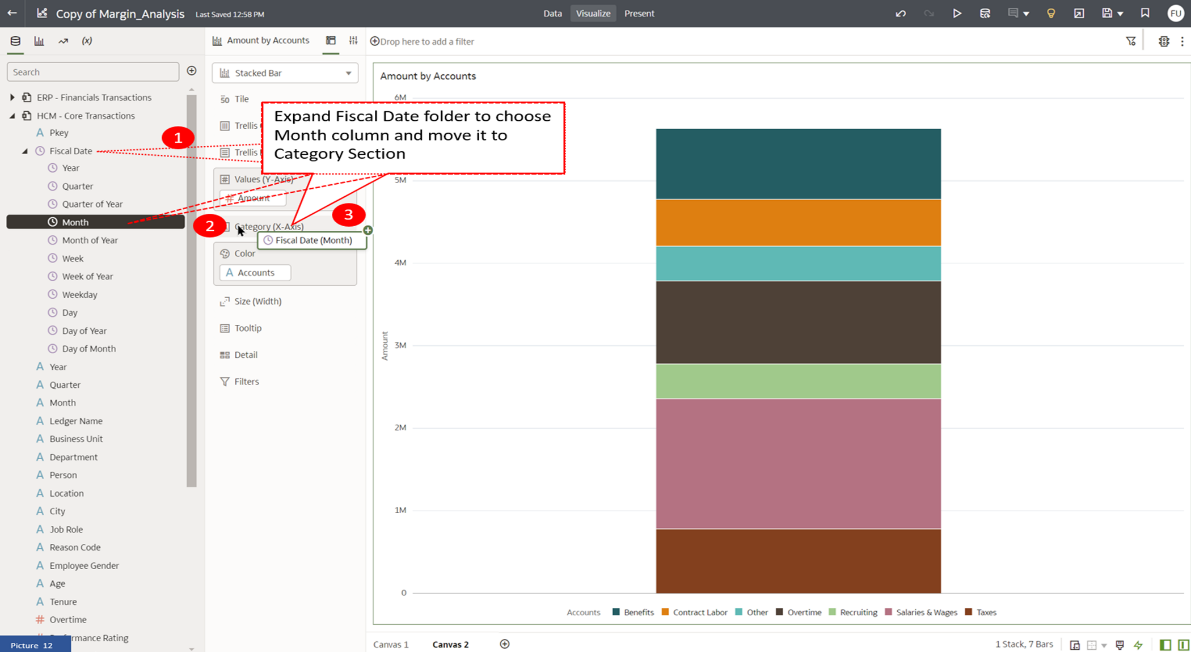 Copy of Margin_Analysis
Last Saved 12:58 PM
Data
Visualize
Present
FU
(x)
Search
ERP - Financials Transactions
HCM - Core Transactions
A Pkey
Fiscal Date
Year
Quarter
Quarter of Year
Month
Month of Year
Week
Week of Year
Weekday
Day
Day of Year
Day of Month
A Year
A Quarter
A Month
A Ledger Name
A Business Unit
A Department
A Person
A Location
A City
A Job Role
A Reason Code
A Employee Gender
A Age
A Tenure
# Overtime
Rating
Picture 12
Amount by Accounts
Stacked Bar
50 Tile
Trellis
Trellis
Values (Y-Axis)
# Amount
Category (X-Axis)
Fiscal Date (Month)
Color
A Accounts
Size (Width)
Tooltip
Detail
Filters
1
2
3
Expand Fiscal Date folder to choose
Month column and move it to
Category Section
Drop here to add a filter
Amount by Accounts
6M
5M
4M
3M
2M
1M
0
Amount
Accounts Benefits Contract Labor Other Overtime Recruiting Salaries & Wages Taxes
Canvas 1
Canvas 2
1 Stack, 7 Bars